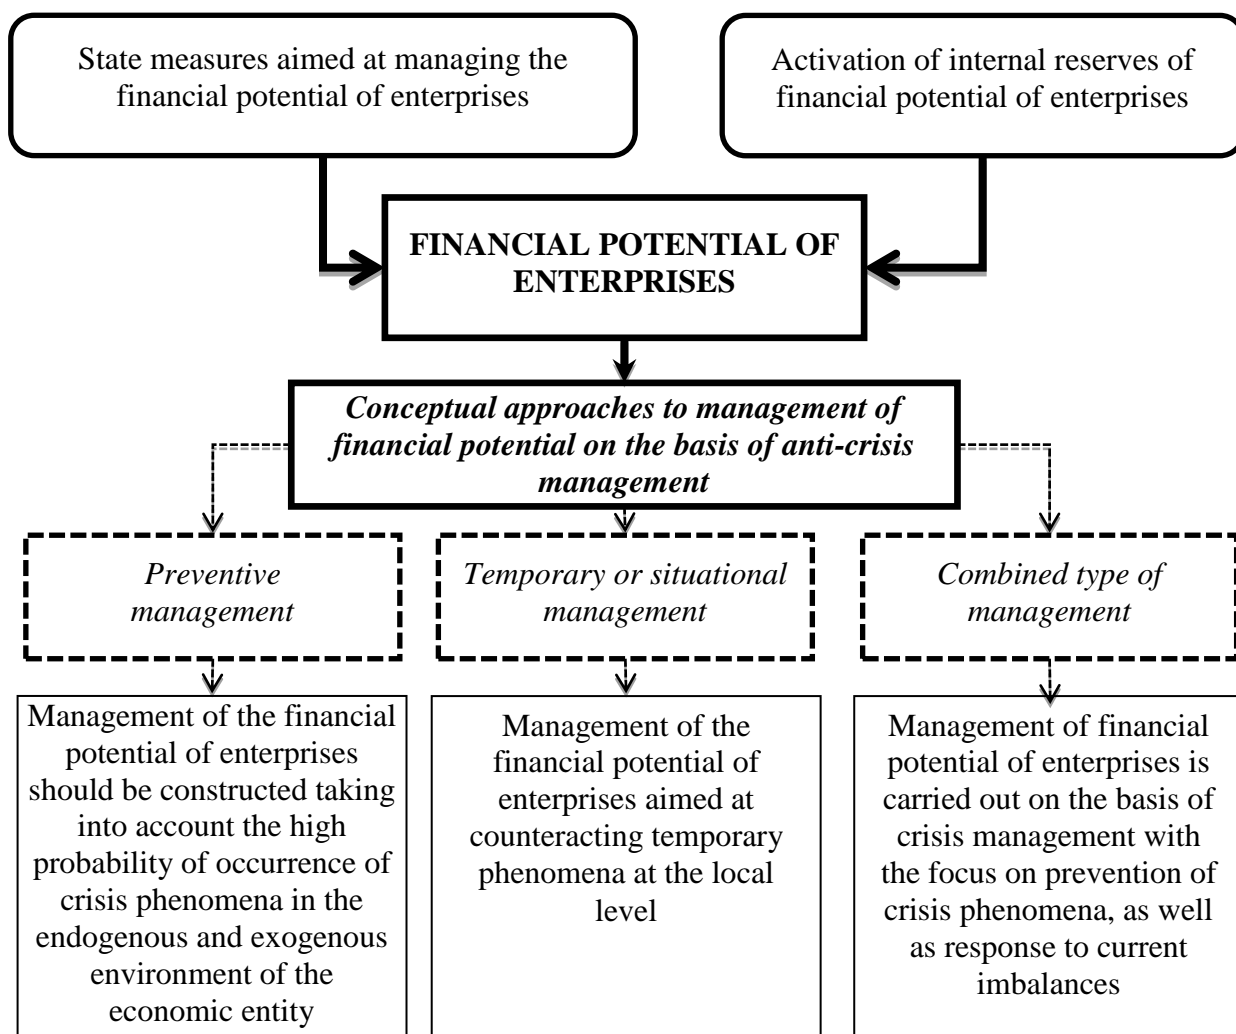 State measures aimed at managing the
financial potential of enterprises
Activation of internal reserves of
financial potential of enterprises
FINANCIAL POTENTIAL OF
ENTERPRISES
Conceptual approaches to management of
financial potential on the basis of anti-crisis
management
Preventive
management
Temporary or situational
management
Combined type of
management
Management of the financial
potential of enterprises
should be constructed taking
into account the high
probability of occurrence of
crisis phenomena in the
endogenous and exogenous
environment of the
economic entity
Management of the
financial potential of
enterprises aimed at
counteracting temporary
phenomena at the local
level
Management of financial
potential of enterprises is
carried out on the basis of
crisis management with
the focus on prevention of
crisis phenomena, as well
as response to current
imbalances